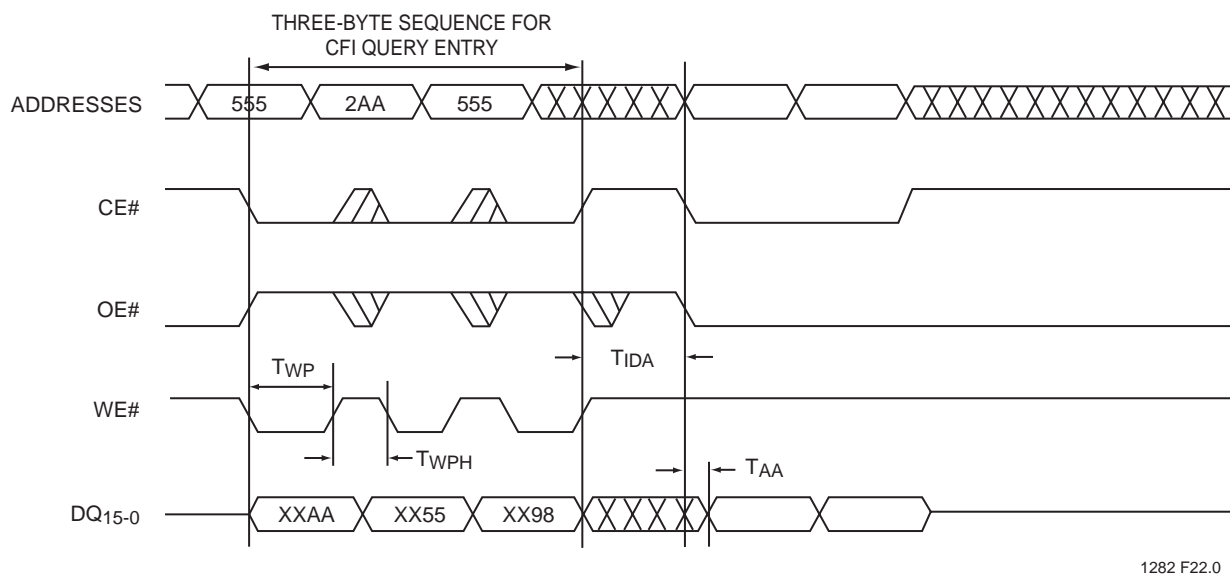 THREE-BYTE SEQUENCE FOR
CFI QUERY ENTRY
ADDRESSES 555 2AA 555
CE#
OE#
TWP TIDA
WE#
TWPH TAA
DQ15-0 XXAA XX55 XX98
1282 F22.0